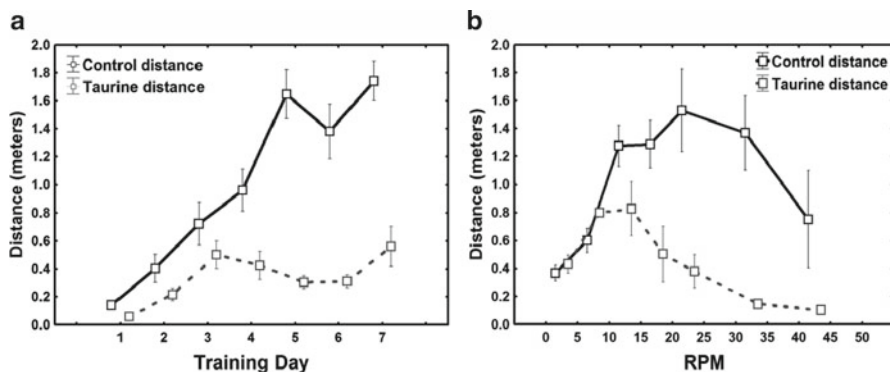 a
2.0
1.8
1.6
1.4
1.2
1.0
0.8
0.6
0.4
0.2
0.0
Distance (meters)
Control distance
Taurine distance
1 2 3 4 5 6 7
Training Day
b
2.0
1.8
1.6
1.4
1.2
1.0
0.8
0.6
0.4
0.2
0.0
Distance (meters)
Control distance
Taurine distance
0 5 10 15 20 25 30 35 40 45 50
RPM